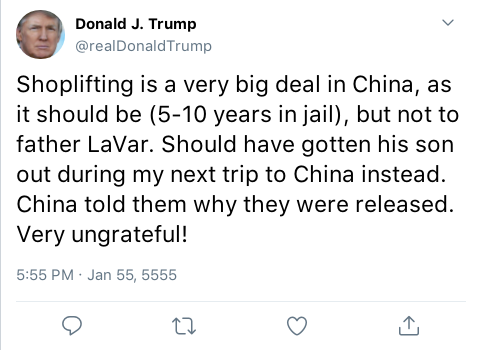 Donald J. Trump
@realDonaldTrump
Shoplifting is a very big deal in China, as
it should be (5-10 years in jail), but not to
father LaVar. Should have gotten his son
out during my next trip to China instead.
China told them why they were released.
Very ungrateful!
5:55 PM · Jan 55, 5555